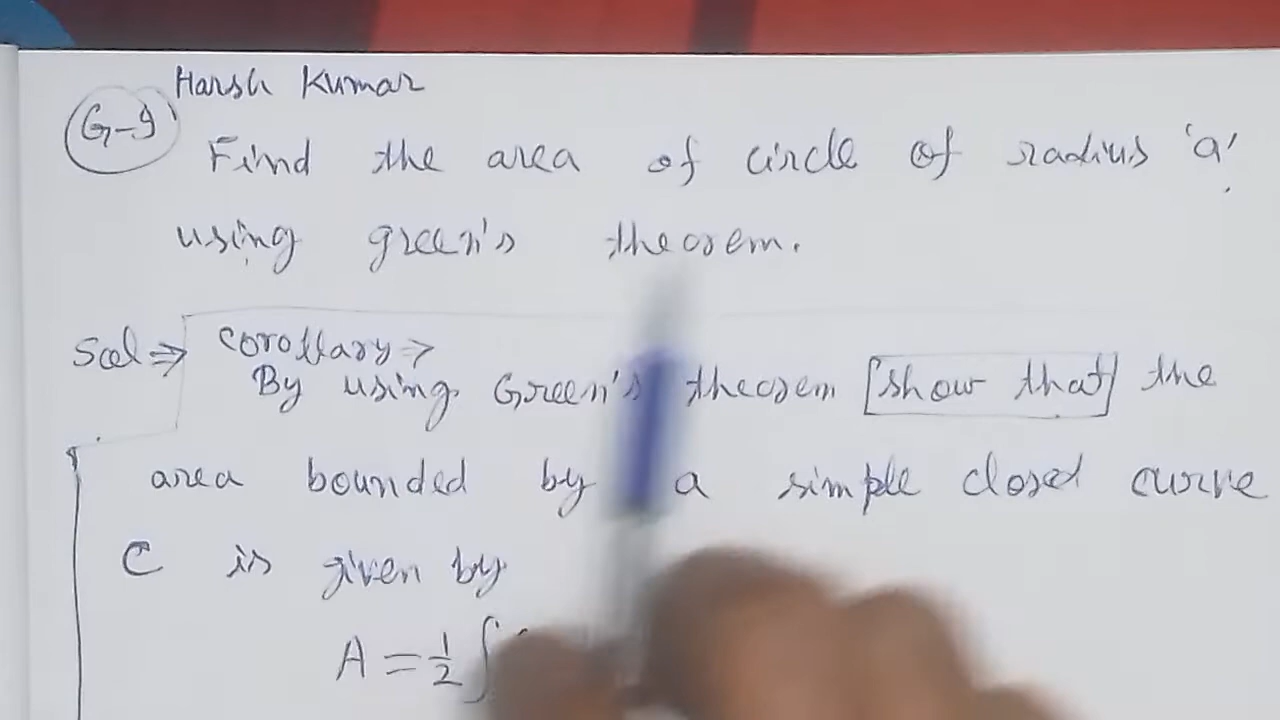 Harsh Kumar
G-9
Find the area of circle of radius 'a'
using green's theorem.
Sol ⇒ corollary →
By using Green's theorem [show that] the
area bounded by a simple closed curve
C is given by
A = 1/2 ∫